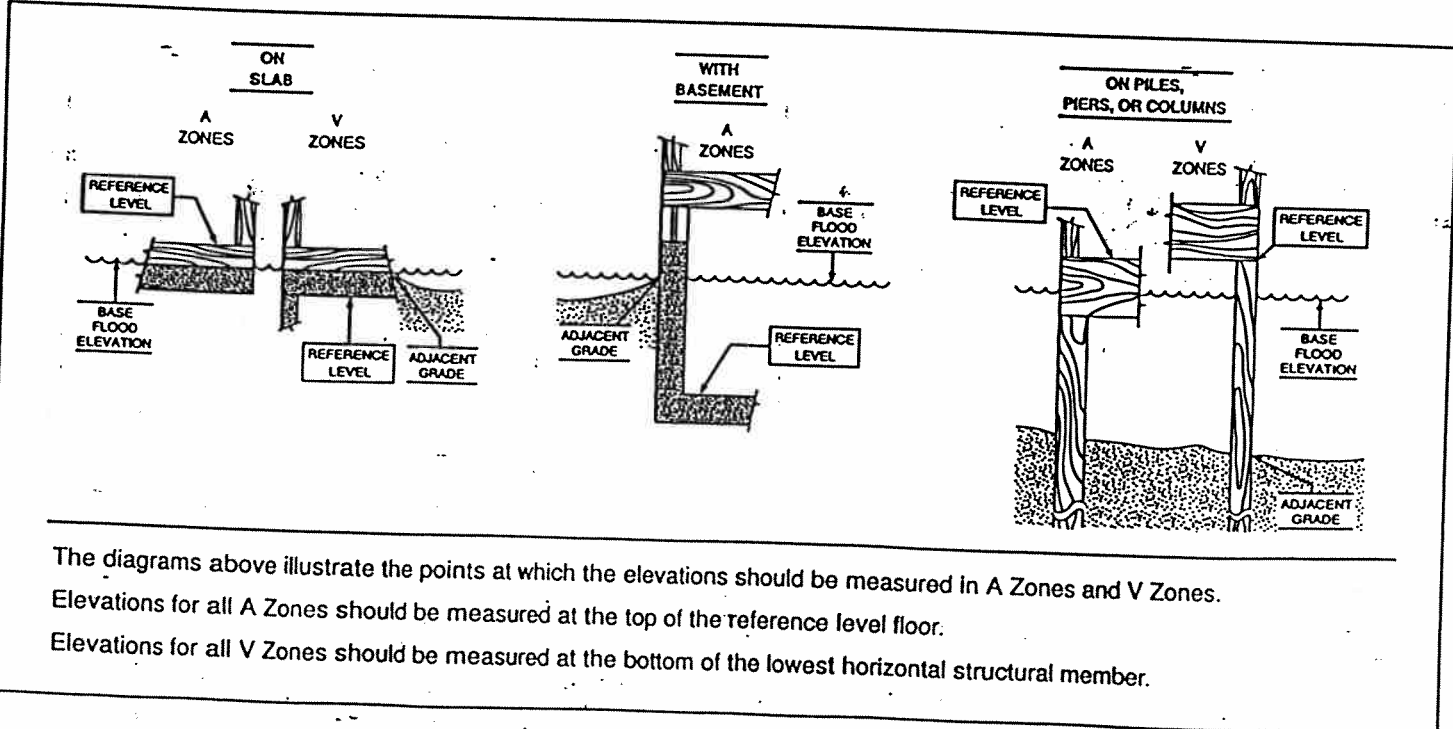 ON
SLAB
A
ZONES
V
ZONES
REFERENCE
LEVEL
BASE
FLOOD
ELEVATION
REFERENCE
LEVEL
ADJACENT
GRADE
WITH
BASEMENT
A
ZONES
BASE
FLOOD
ELEVATION
ADJACENT
GRADE
REFERENCE
LEVEL
ON PILES,
PIERS, OR COLUMNS
A
ZONES
V
ZONES
REFERENCE
LEVEL
REFERENCE
LEVEL
BASE
FLOOD
ELEVATION
ADJACENT
GRADE
The diagrams above illustrate the points at which the elevations should be measured in A Zones and V Zones.
Elevations for all A Zones should be measured at the top of the reference level floor.
Elevations for all V Zones should be measured at the bottom of the lowest horizontal structural member.